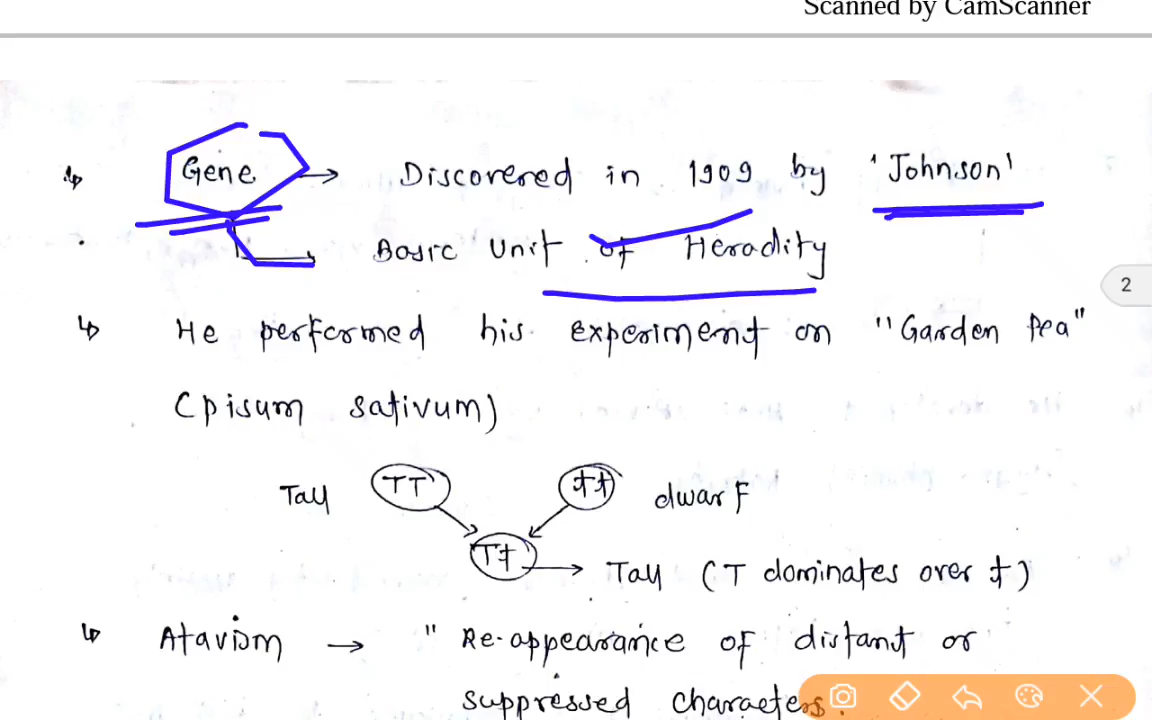 Scanned by CamScanner
Gene → Discovered in 1909 by 'Johnson'
Basic Unit of Heradity
2
↳ He performed his experiment on "Garden Pea"
(pisum sativum)
Tall TT tt dwarf
Tt → Tall (T dominates over t)
↳ Atavism → " Re-appearance of distant or
suppressed characters.